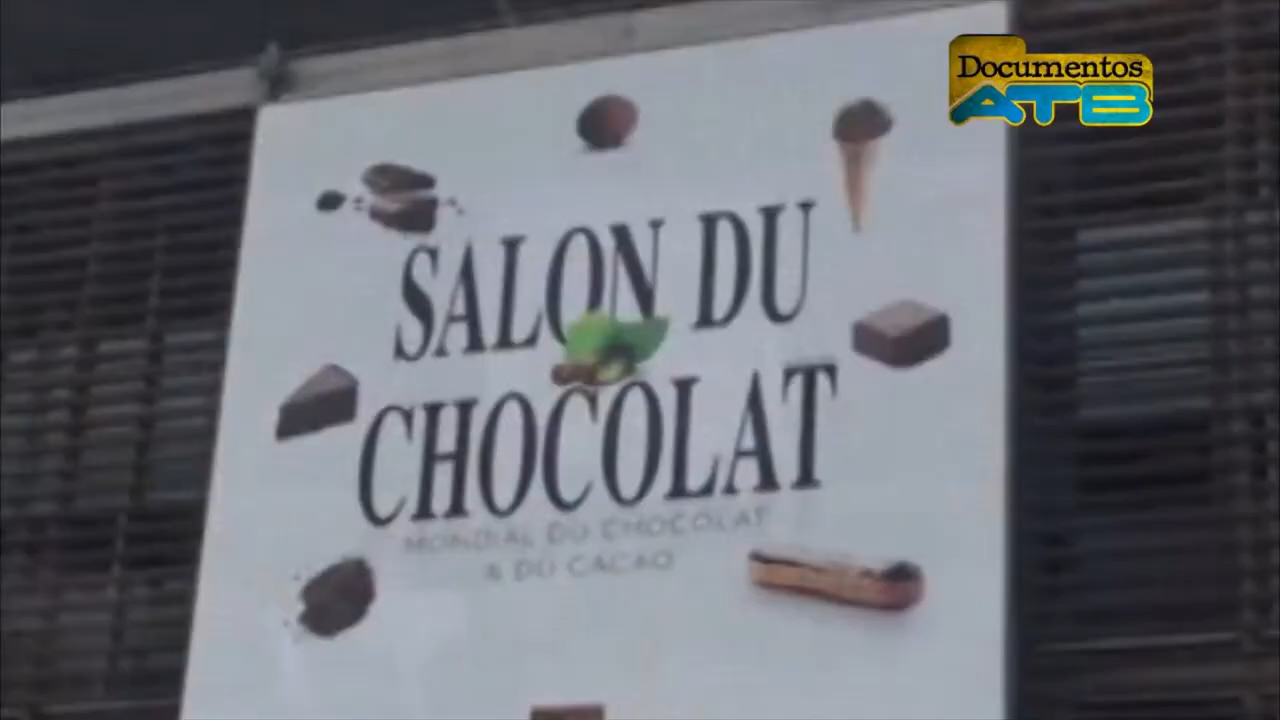 Documentos
ATB
SALON DU
CHOCOLAT
MONDIAL DU CHOCOLAT
& DU CACAO